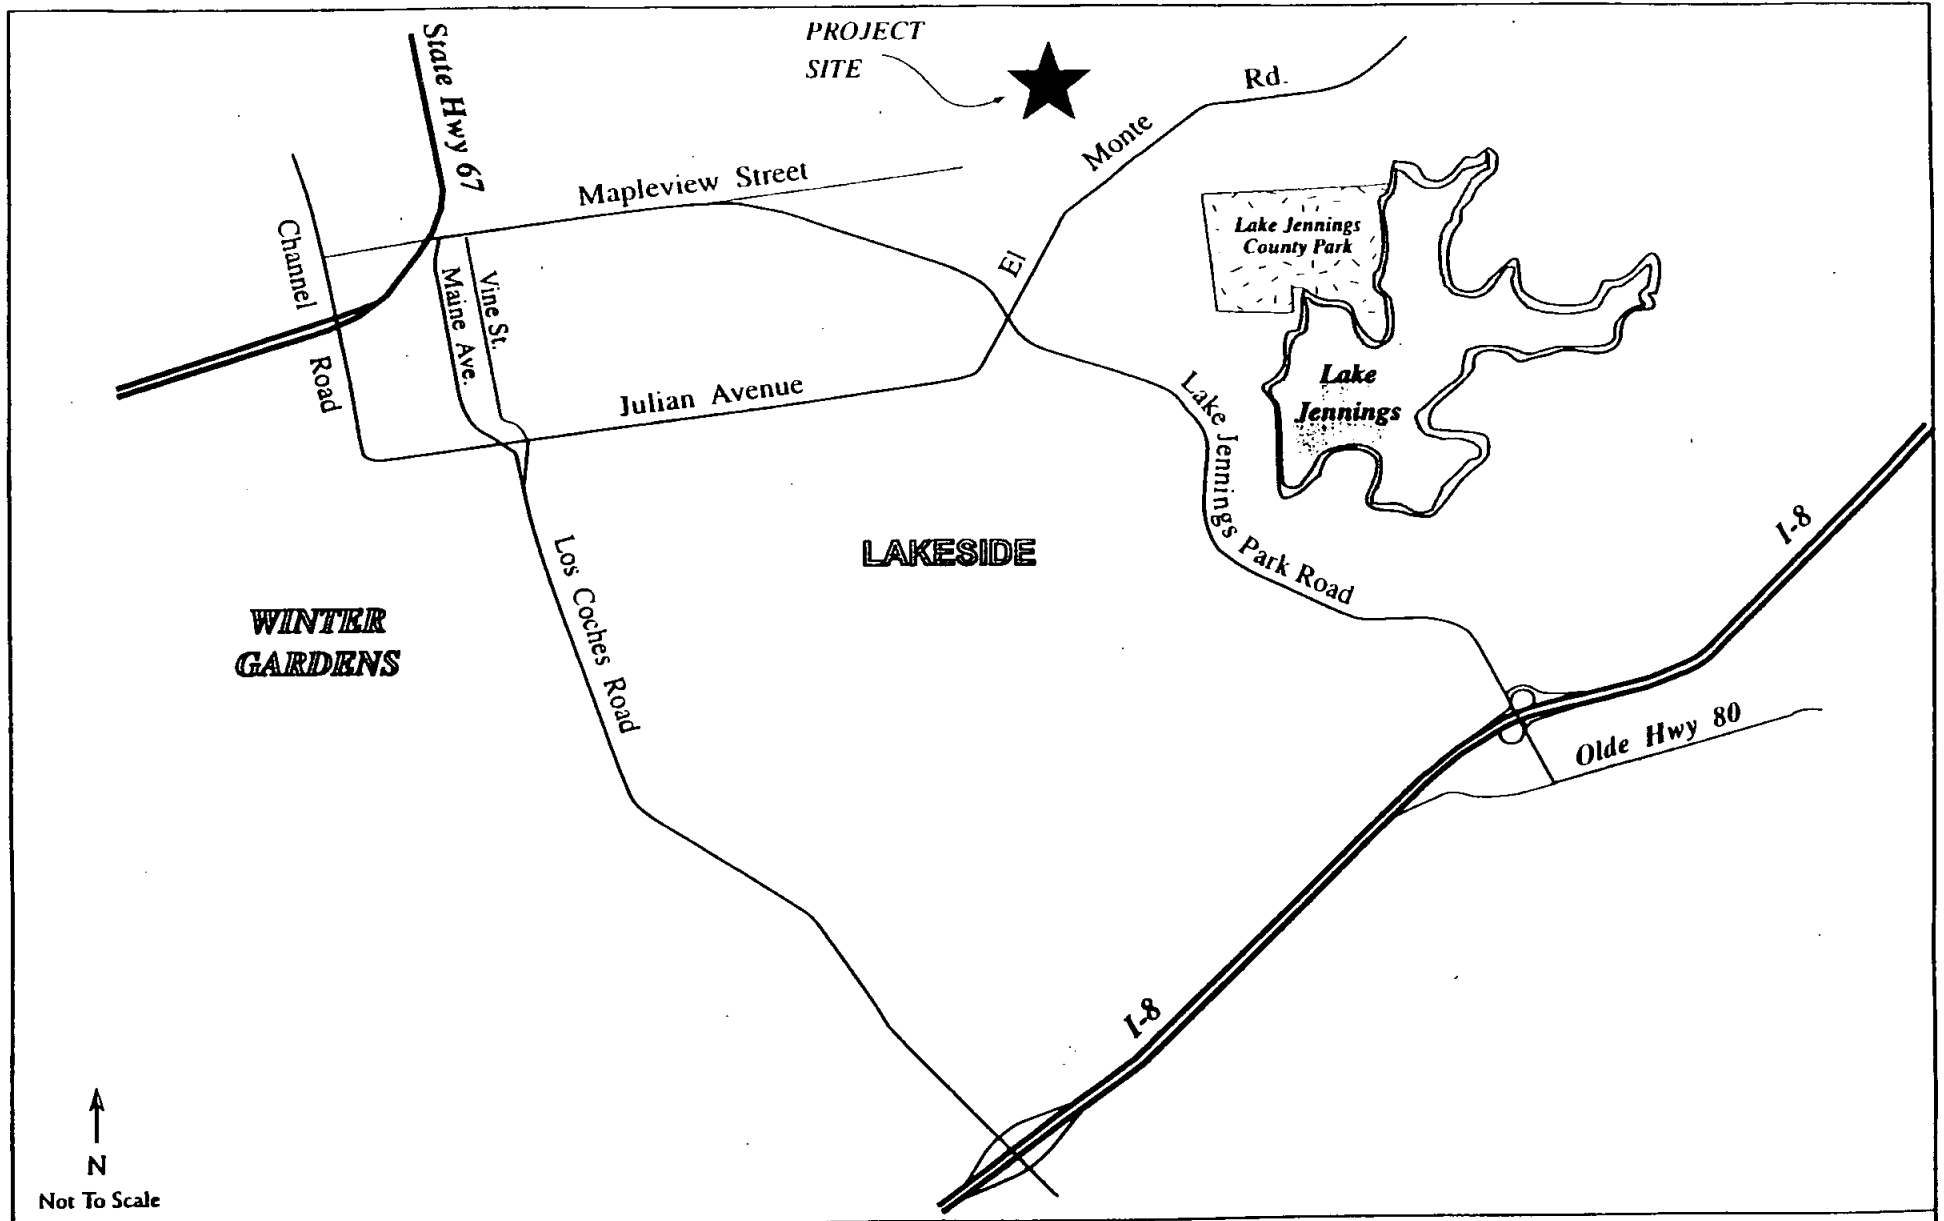 PROJECT
SITE
State Hwy 67
Rd.
Monte
El
Mapleview Street
Channel
Road
Maine Ave.
Vine St.
Lake Jennings
County Park
Julian Avenue
Lake
Jennings
Lake Jennings Park Road
I-8
LAKESIDE
Los Coches Road
WINTER
GARDENS
Olde Hwy 80
I-8
N
Not To Scale